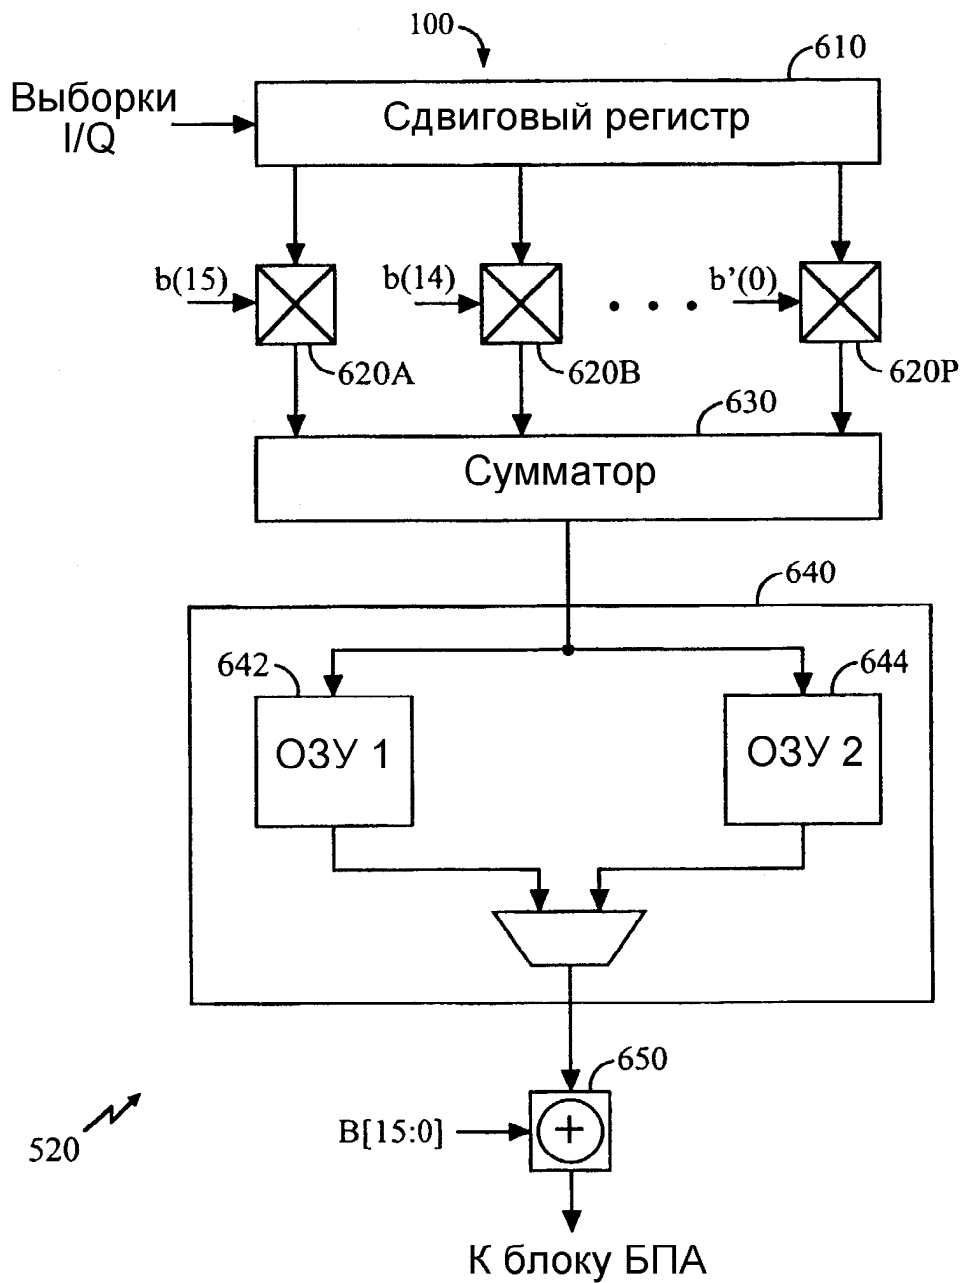 100
610
Выборки
I/Q
Сдвиговый регистр
b(15)
b(14)
b’(0)
620A
620B
620P
630
Сумматор
640
642
644
ОЗУ 1
ОЗУ 2
650
B[15:0]
520
К блоку БПА